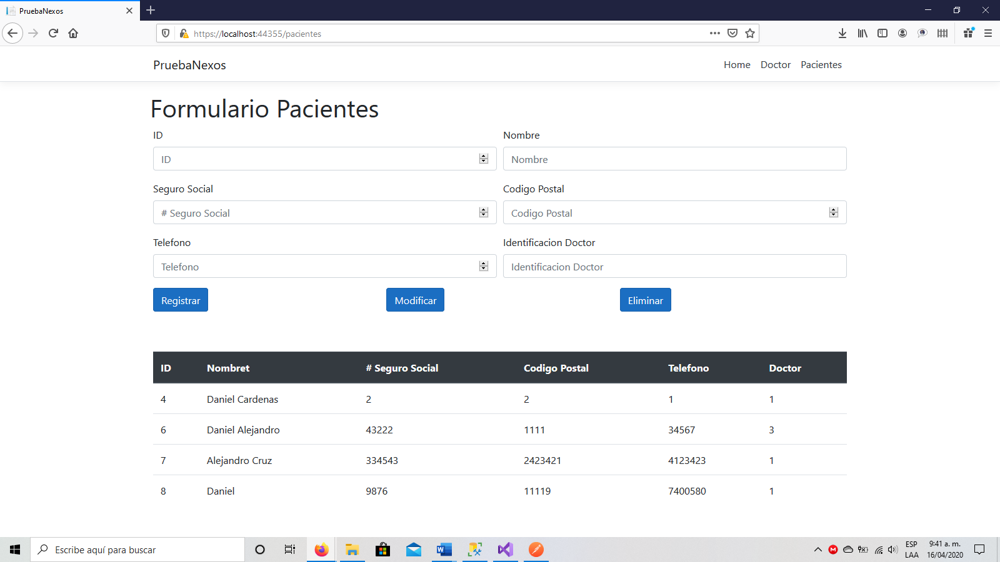 PruebaNexos
https://localhost:44355/pacientes
PruebaNexos
Home Doctor Pacientes
Formulario Pacientes
ID Nombre
ID Nombre
Seguro Social Codigo Postal
# Seguro Social Codigo Postal
Telefono Identificacion Doctor
Telefono Identificacion Doctor
Registrar Modificar Eliminar
ID Nombret # Seguro Social Codigo Postal Telefono Doctor
4 Daniel Cardenas 2 2 1 1
6 Daniel Alejandro 43222 1111 34567 3
7 Alejandro Cruz 334543 2423421 4123423 1
8 Daniel 9876 11119 7400580 1
Escribe aquí para buscar
ESP 9:41 a. m.
LAA 16/04/2020